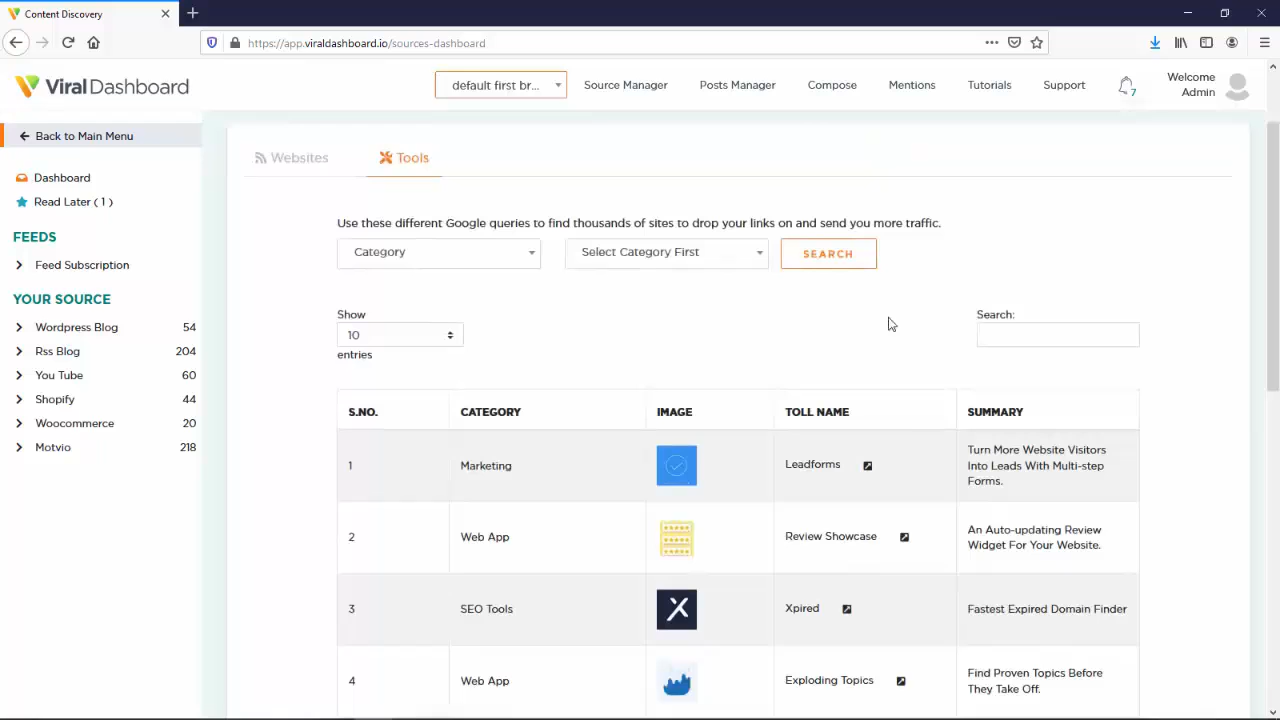 Content Discovery
https://app.viraldashboard.io/sources-dashboard
Viral Dashboard
default first br...
Source Manager
Posts Manager
Compose
Mentions
Tutorials
Support
7
Welcome
Admin
Back to Main Menu
Dashboard
Read Later ( 1 )
FEEDS
Feed Subscription
YOUR SOURCE
Wordpress Blog 54
Rss Blog 204
You Tube 60
Shopify 44
Woocommerce 20
Motvio 218
Websites
Tools
Use these different Google queries to find thousands of sites to drop your links on and send you more traffic.
Category
Select Category First
SEARCH
Show
10
entries
Search:
S.NO. CATEGORY IMAGE TOLL NAME SUMMARY
1 Marketing Leadforms
Turn More Website Visitors
Into Leads With Multi-step
Forms.
2 Web App Review Showcase
An Auto-updating Review
Widget For Your Website.
3 SEO Tools Xpired Fastest Expired Domain Finder
4 Web App Exploding Topics
Find Proven Topics Before
They Take Off.